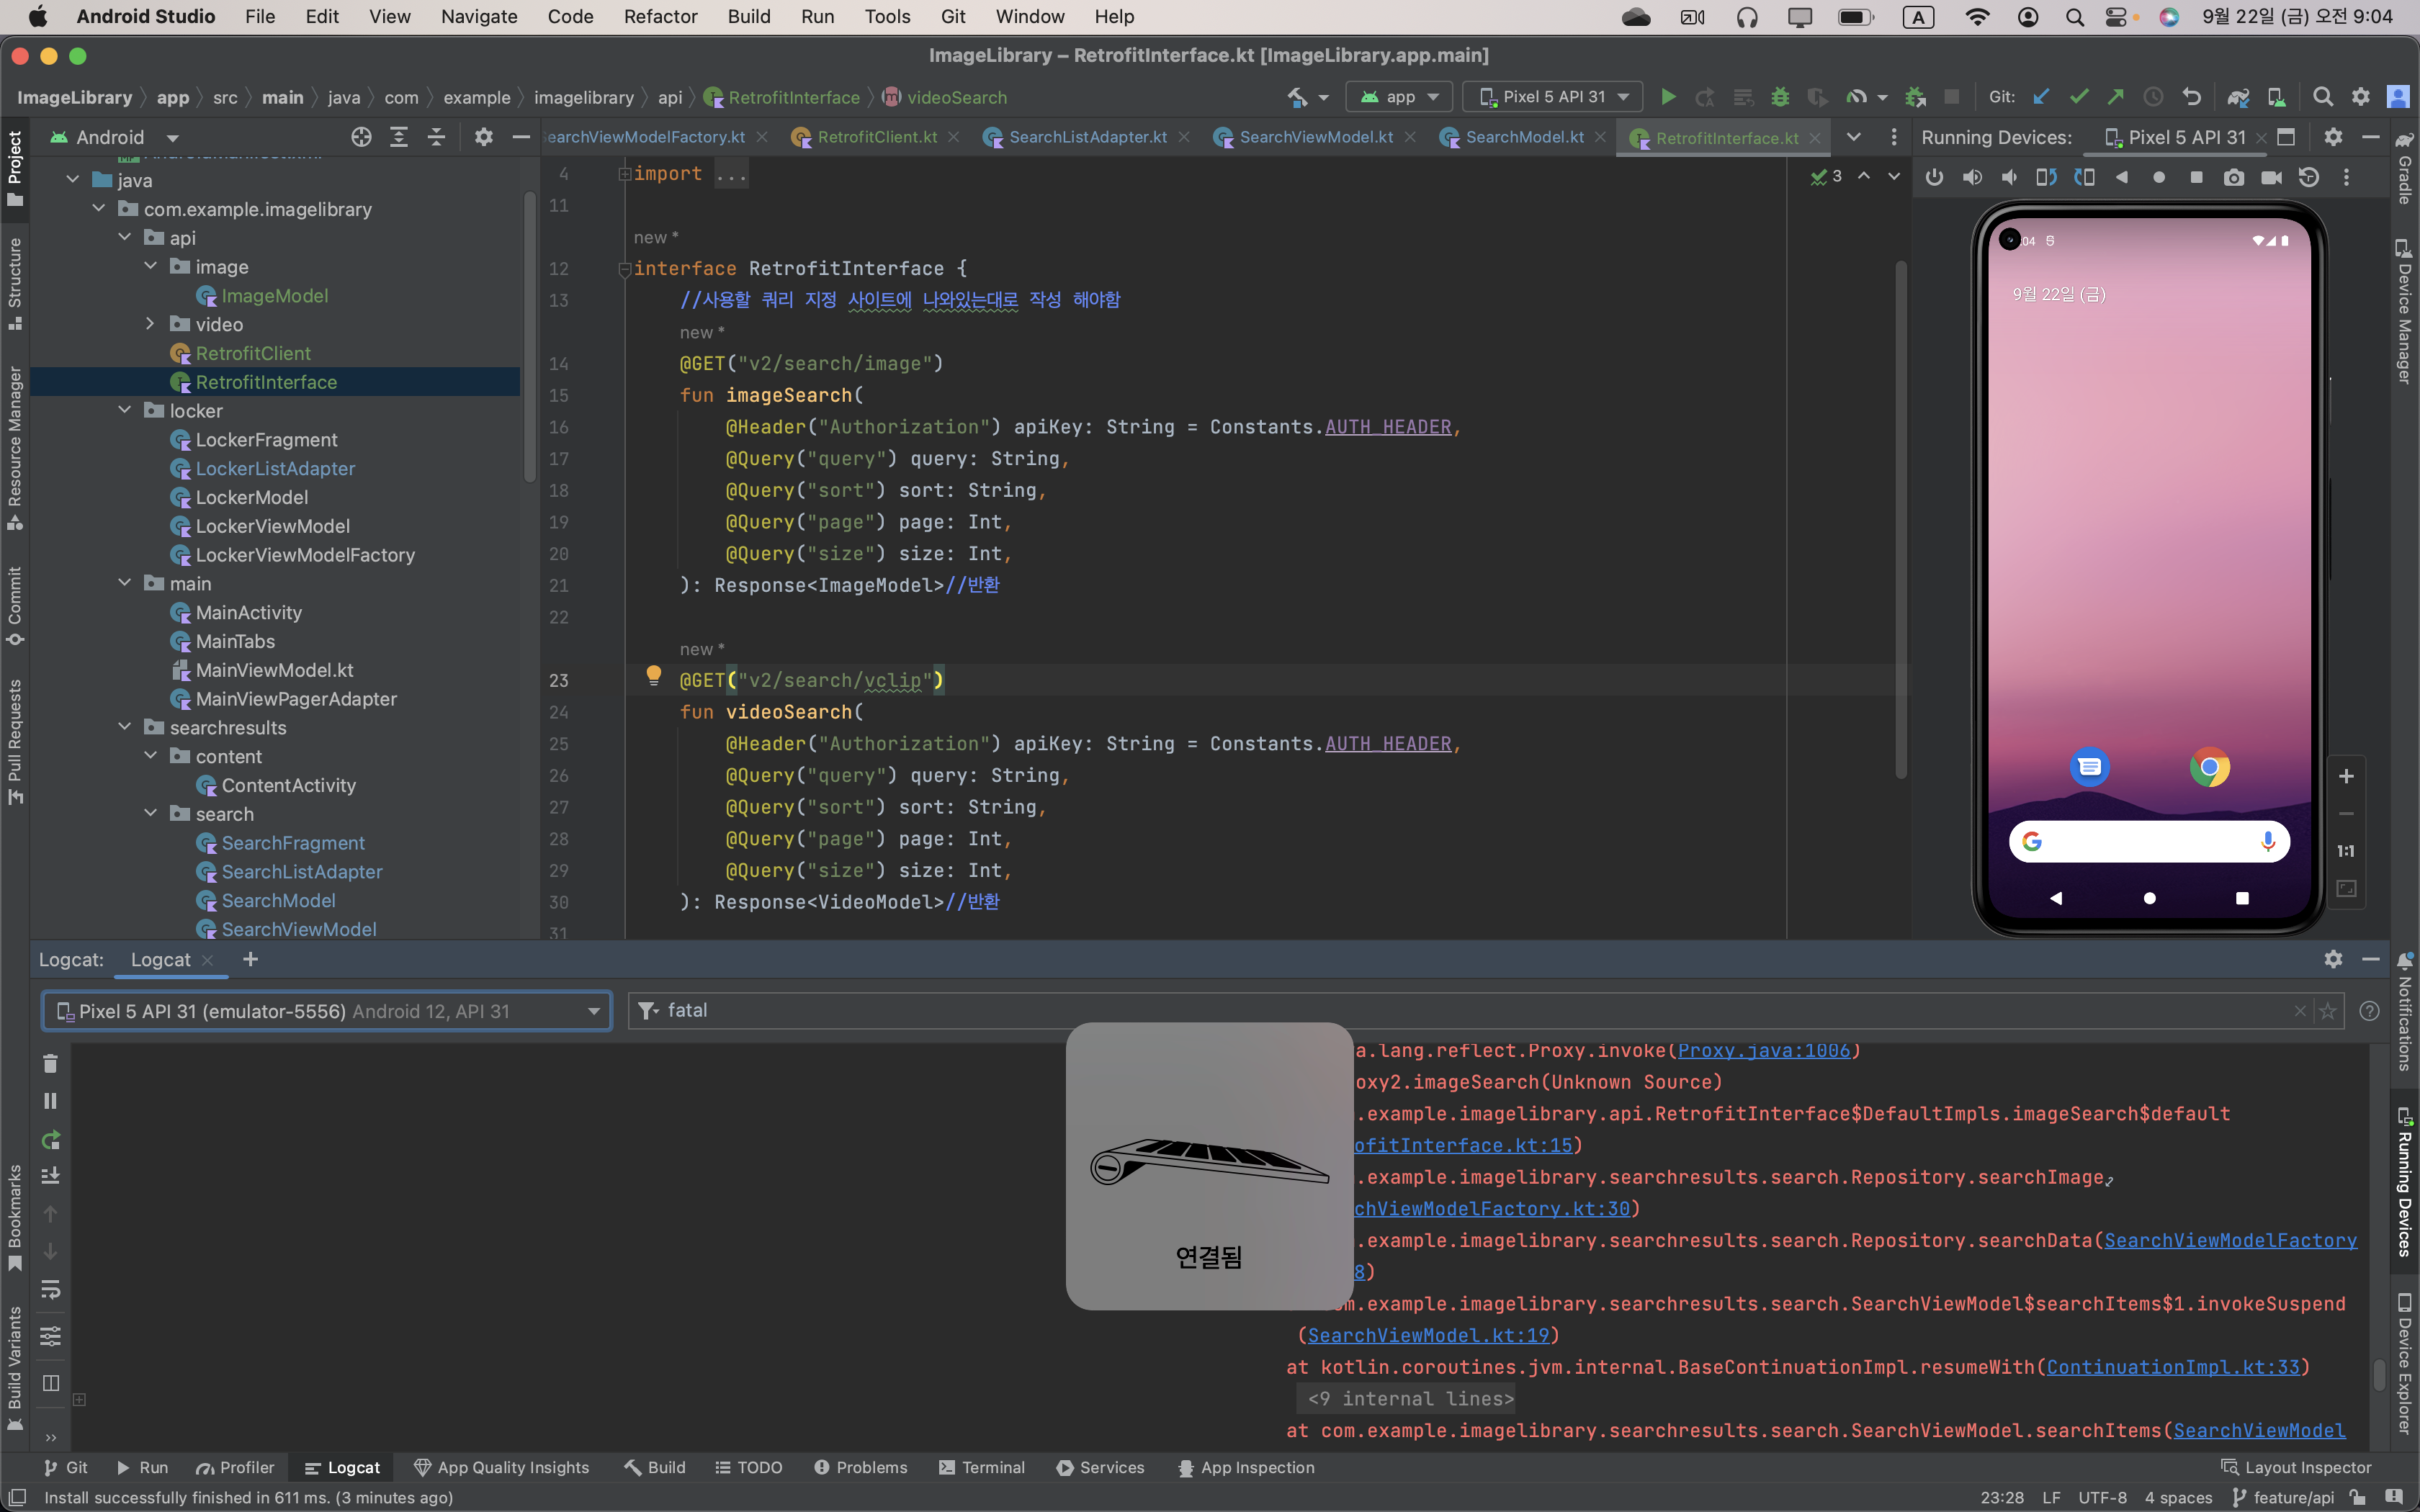 Android Studio File Edit View Navigate Code Refactor Build Run Tools Git Window Help
A 9월 22일 (금) 오전 9:04
ImageLibrary – RetrofitInterface.kt [ImageLibrary.app.main]
ImageLibrary app src main java com example imagelibrary api RetrofitInterface videoSearch
app Pixel 5 API 31 Git:
Project
Structure
Resource Manager
Commit
Pull Requests
Bookmarks
Build Variants
Android
java
com.example.imagelibrary
api
image
ImageModel
video
RetrofitClient
RetrofitInterface
locker
LockerFragment
LockerListAdapter
LockerModel
LockerViewModel
LockerViewModelFactory
main
MainActivity
MainTabs
MainViewModel.kt
MainViewPagerAdapter
searchresults
content
ContentActivity
search
SearchFragment
SearchListAdapter
SearchModel
SearchViewModel
earchViewModelFactory.kt RetrofitClient.kt SearchListAdapter.kt SearchViewModel.kt SearchModel.kt RetrofitInterface.kt
3
4 import ...
11
new *
12 interface RetrofitInterface {
13 //사용할 쿼리 지정 사이트에 나와있는대로 작성 해야함
new *
14 @GET("v2/search/image")
15 fun imageSearch(
16 @Header("Authorization") apiKey: String = Constants.AUTH_HEADER,
17 @Query("query") query: String,
18 @Query("sort") sort: String,
19 @Query("page") page: Int,
20 @Query("size") size: Int,
21 ): Response<ImageModel>//반환
22
new *
23 @GET("v2/search/vclip")
24 fun videoSearch(
25 @Header("Authorization") apiKey: String = Constants.AUTH_HEADER,
26 @Query("query") query: String,
27 @Query("sort") sort: String,
28 @Query("page") page: Int,
29 @Query("size") size: Int,
30 ): Response<VideoModel>//반환
31
Running Devices: Pixel 5 API 31
:04
9월 22일 (금)
G
1:1
Gradle
Device Manager
Notifications
Running Devices
Device Explorer
Logcat: Logcat
Pixel 5 API 31 (emulator-5556) Android 12, API 31
fatal
a.lang.reflect.Proxy.invoke(Proxy.java:1006)
oxy2.imageSearch(Unknown Source)
.example.imagelibrary.api.RetrofitInterface$DefaultImpls.imageSearch$default
ofitInterface.kt:15)
.example.imagelibrary.searchresults.search.Repository.searchImage
chViewModelFactory.kt:30)
.example.imagelibrary.searchresults.search.Repository.searchData(SearchViewModelFactory
8)
m.example.imagelibrary.searchresults.search.SearchViewModel$searchItems$1.invokeSuspend
(SearchViewModel.kt:19)
at kotlin.coroutines.jvm.internal.BaseContinuationImpl.resumeWith(ContinuationImpl.kt:33)
<9 internal lines>
at com.example.imagelibrary.searchresults.search.SearchViewModel.searchItems(SearchViewModel
연결됨
Git Run Profiler Logcat App Quality Insights Build TODO Problems Terminal Services App Inspection Layout Inspector
Install successfully finished in 611 ms. (3 minutes ago)
23:28 LF UTF-8 4 spaces feature/api